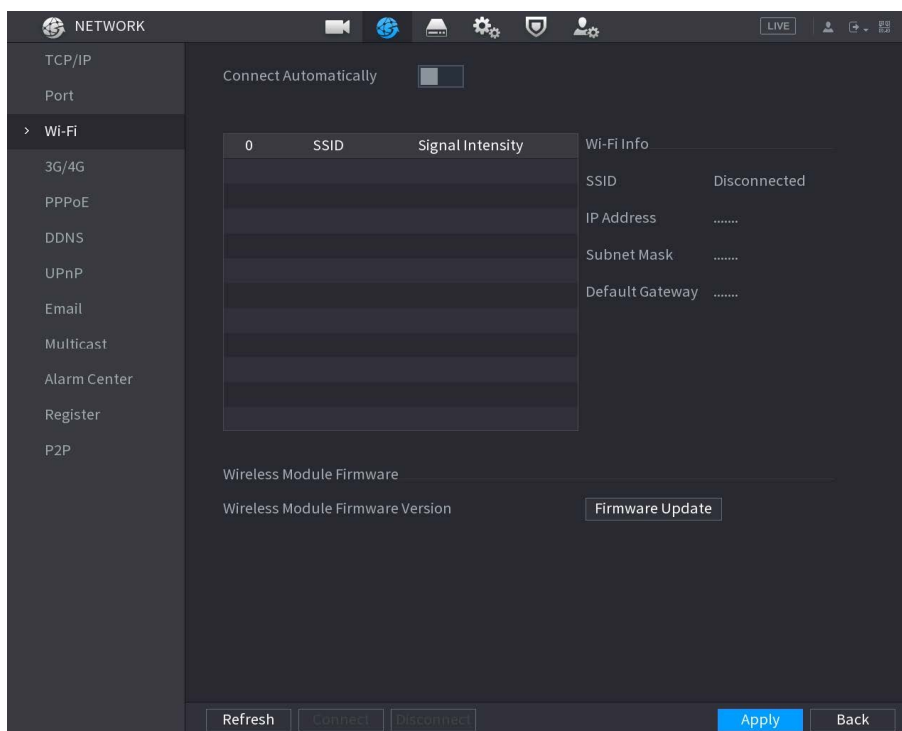 NETWORK
LIVE
TCP/IP
Port
Wi-Fi
3G/4G
PPPoE
DDNS
UPnP
Email
Multicast
Alarm Center
Register
P2P
Connect Automatically
0 SSID Signal Intensity
Wi-Fi Info
SSID Disconnected
IP Address .......
Subnet Mask .......
Default Gateway .......
Wireless Module Firmware
Wireless Module Firmware Version Firmware Update
Refresh Connect Disconnect Apply Back